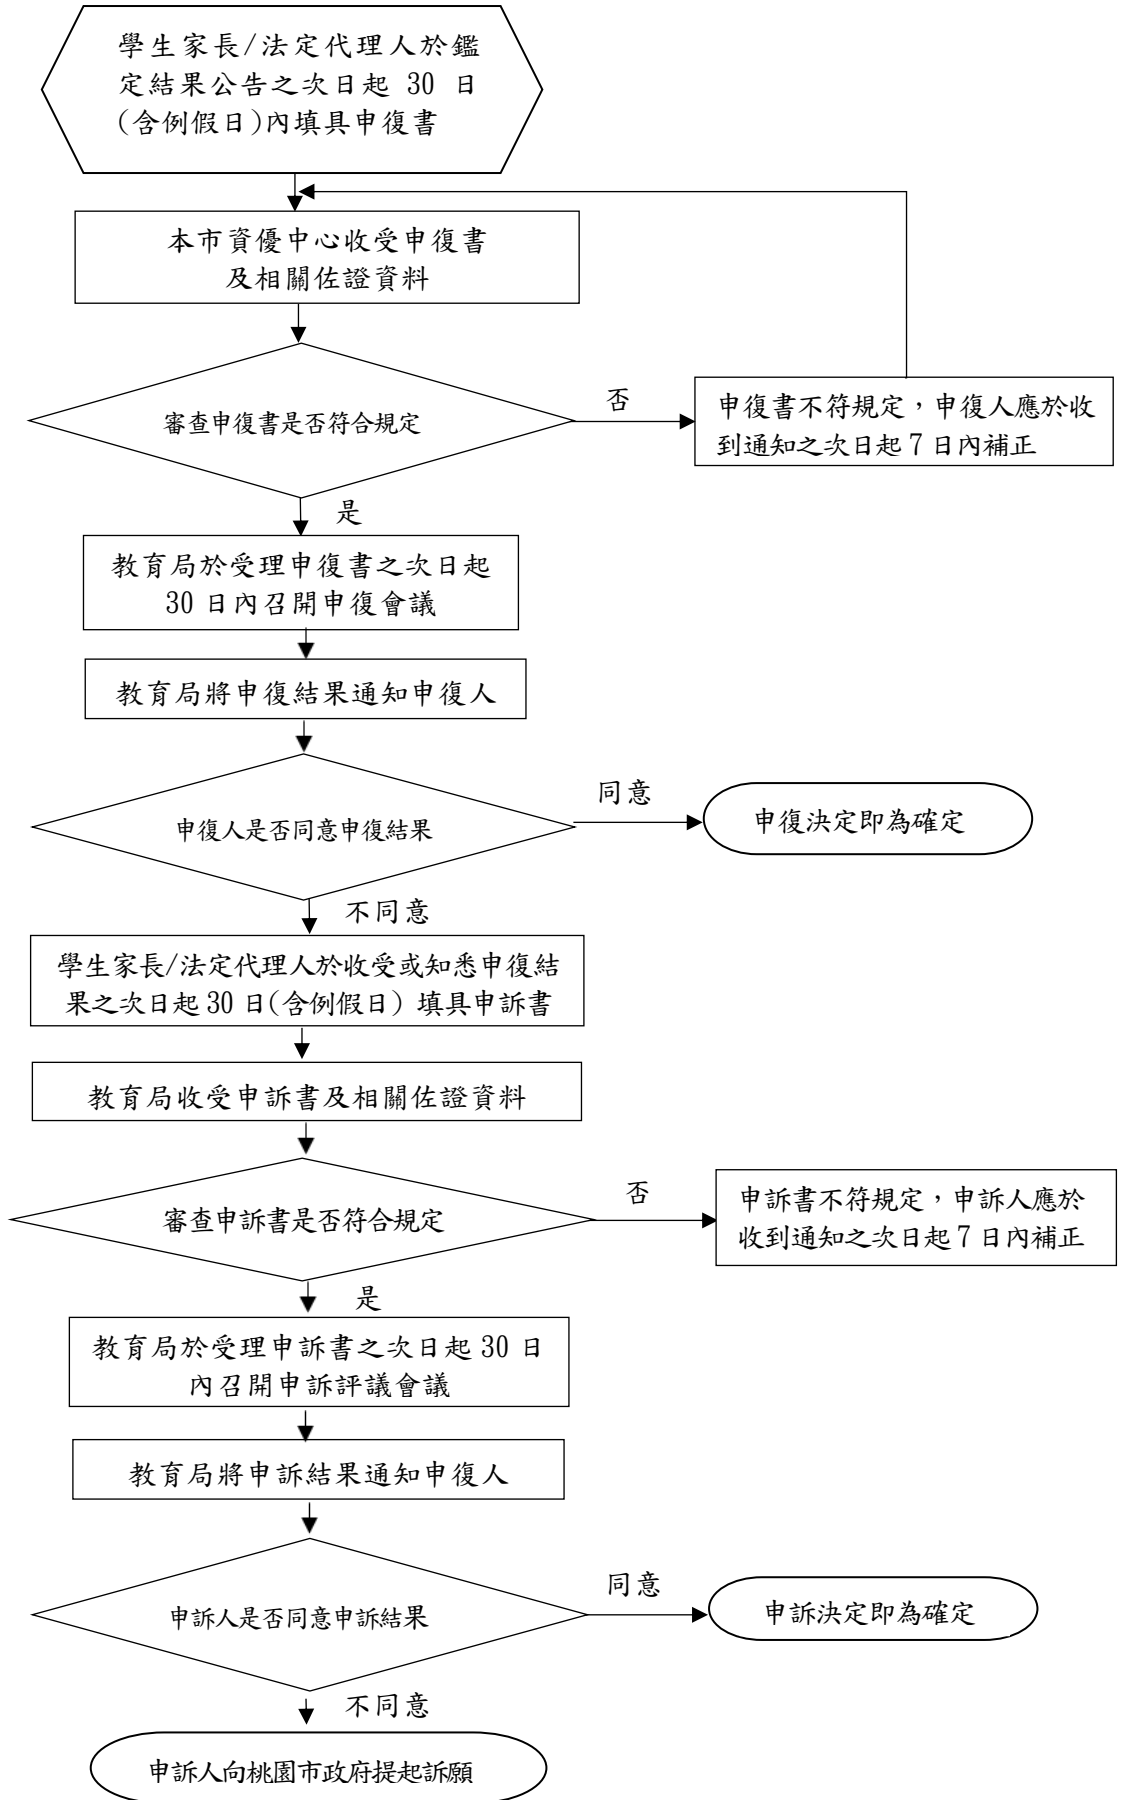 學生家長/法定代理人於鑑
定結果公告之次日起 30 日
(含例假日)內填具申復書
本市資優中心收受申復書
及相關佐證資料
審查申復書是否符合規定
否
申復書不符規定，申復人應於收
到通知之次日起 7 日內補正
是
教育局於受理申復書之次日起
30 日內召開申復會議
教育局將申復結果通知申復人
申復人是否同意申復結果
同意
申復決定即為確定
不同意
學生家長/法定代理人於收受或知悉申復結
果之次日起 30 日(含例假日) 填具申訴書
教育局收受申訴書及相關佐證資料
審查申訴書是否符合規定
否
申訴書不符規定，申訴人應於
收到通知之次日起 7 日內補正
是
教育局於受理申訴書之次日起 30 日
內召開申訴評議會議
教育局將申訴結果通知申復人
申訴人是否同意申訴結果
同意
申訴決定即為確定
不同意
申訴人向桃園市政府提起訴願